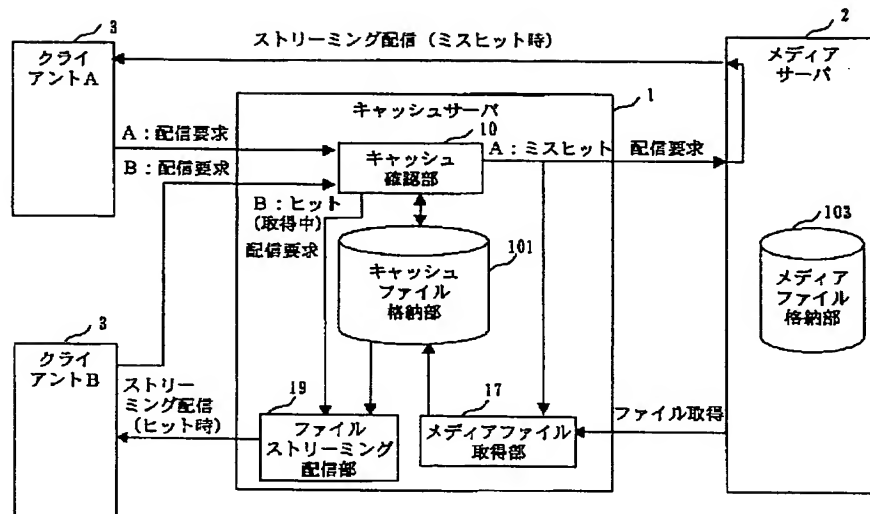 3
クライ
アントA
ストリーミング配信 (ミスヒット時)
2
メディア
サーバ
1
キャッシュサーバ
10
A:配信要求
B:配信要求
キャッシュ
確認部
A:ミスヒット 配信要求
B:ヒット
(取得中)
配信要求
101
キャッシュ
ファイル
格納部
103
メディア
ファイル
格納部
3
クライ
アントB
ストリー
ミング配信
(ヒット時)
19
ファイル
ストリーミング
配信部
17
メディアファイル
取得部
ファイル取得